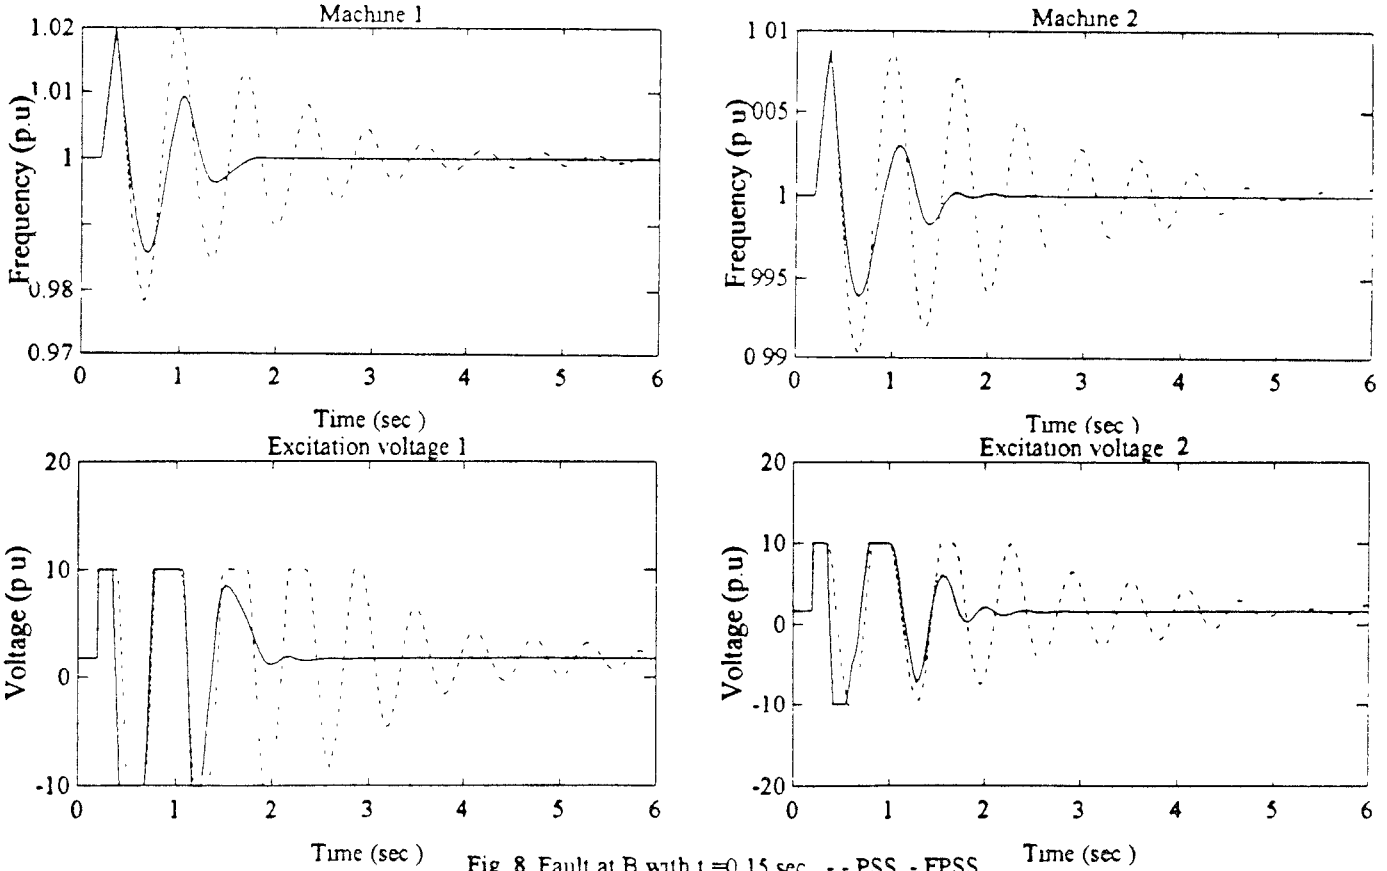 Machine 1
1.02
1.01
1
0.98
0.97
Frequency (p.u)
0 1 2 3 4 5 6
Time (sec )
Machine 2
1 01
005
1
995
0 99
Frequency (p u)
0 1 2 3 4 5 6
Time (sec )
Excitation voltage 1
20
10
0
-10
Voltage (p u)
0 1 2 3 4 5 6
Time (sec )
Excitation voltage 2
20
10
0
-10
-20
Voltage (p.u)
0 1 2 3 4 5 6
Time (sec )
Fig. 8 Fault at B with t =0.15 sec - - PSS - FPSS